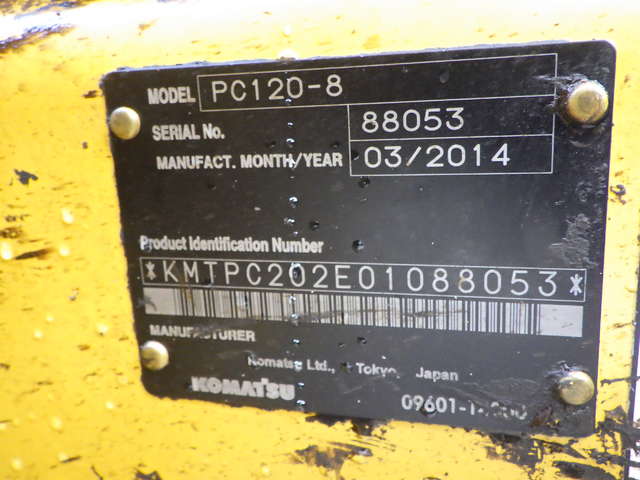 MODEL PC120-8
SERIAL No. 88053
MANUFACT. MONTH/YEAR 03/2014
Product Identification Number
*KMTPC202E01088053*
MANUFACTURER
Komatsu Ltd., Tokyo, Japan
KOMATSU